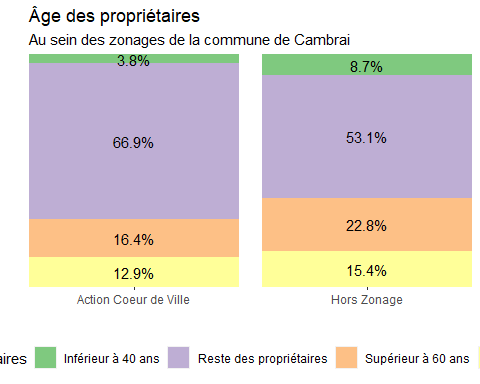 Âge des propriétaires
Au sein des zonages de la commune de Cambrai
3.8%
66.9%
16.4%
12.9%
8.7%
53.1%
22.8%
15.4%
Action Coeur de Ville
Hors Zonage
aires Inférieur à 40 ans Reste des propriétaires Supérieur à 60 ans